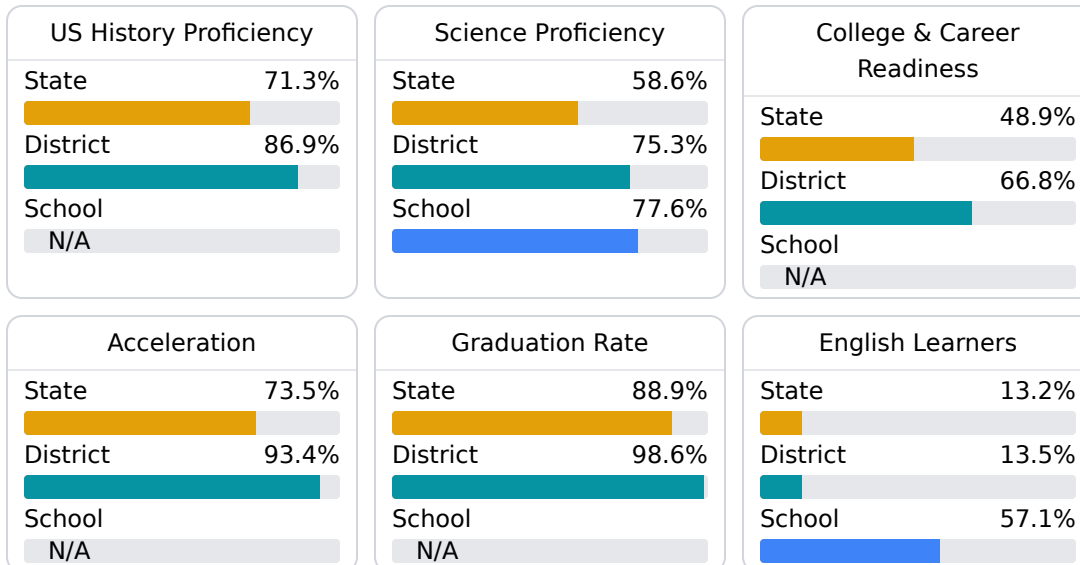 US History Proficiency
State 71.3%
District 86.9%
School
N/A
Science Proficiency
State 58.6%
District 75.3%
School 77.6%
College & Career
Readiness
State 48.9%
District 66.8%
School
N/A
Acceleration
State 73.5%
District 93.4%
School
N/A
Graduation Rate
State 88.9%
District 98.6%
School
N/A
English Learners
State 13.2%
District 13.5%
School 57.1%